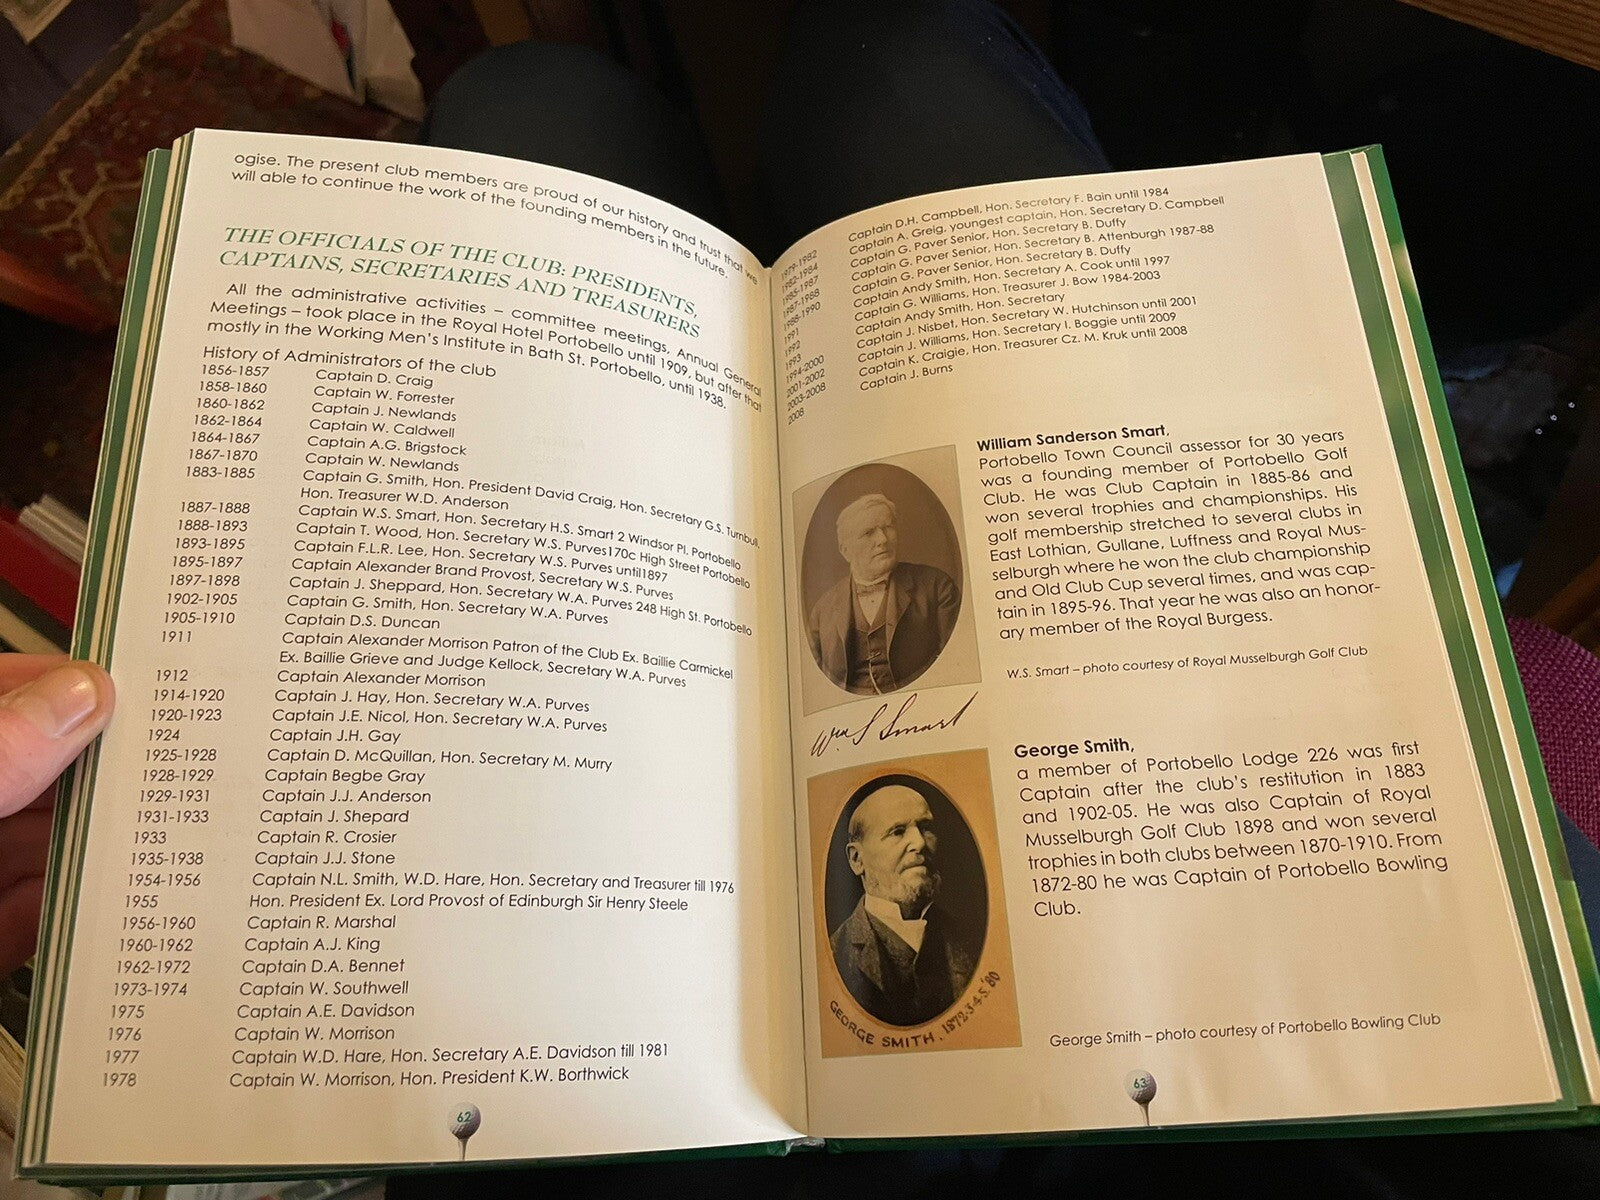 ogise. The present club members are proud of our history and trust that we
will able to continue the work of the founding members in the future.
THE OFFICIALS OF THE CLUB: PRESIDENTS,
CAPTAINS, SECRETARIES AND TREASURERS
All the administrative activities – committee meetings, Annual General
Meetings – took place in the Royal Hotel Portobello until 1909, but after that
mostly in the Working Men's Institute in Bath St. Portobello, until 1938.
History of Administrators of the club
1856-1857 Captain D. Craig
1858-1860 Captain W. Forrester
1860-1862 Captain J. Newlands
1862-1864 Captain W. Caldwell
1864-1867 Captain A.G. Brigstock
1867-1870 Captain W. Newlands
1883-1885 Captain G. Smith, Hon. President David Craig, Hon. Secretary G.S. Turnbull,
Hon. Treasurer W.D. Anderson
1887-1888 Captain W.S. Smart, Hon. Secretary H.S. Smart 2 Windsor Pl. Portobello
1888-1893 Captain T. Wood, Hon. Secretary W.S. Purves170c High Street Portobello
1893-1895 Captain F.L.R. Lee, Hon. Secretary W.S. Purves until1897
1895-1897 Captain Alexander Brand Provost, Secretary W.S. Purves
1897-1898 Captain J. Sheppard, Hon. Secretary W.A. Purves 248 High St. Portobello
1902-1905 Captain G. Smith, Hon. Secretary W.A. Purves
1905-1910 Captain D.S. Duncan
1911 Captain Alexander Morrison Patron of the Club Ex. Baillie Carmickel
Ex. Baillie Grieve and Judge Kellock, Secretary W.A. Purves
1912 Captain Alexander Morrison
1914-1920 Captain J. Hay, Hon. Secretary W.A. Purves
1920-1923 Captain J.E. Nicol, Hon. Secretary W.A. Purves
1924 Captain J.H. Gay
1925-1928 Captain D. McQuillan, Hon. Secretary M. Murry
1928-1929 Captain Begbe Gray
1929-1931 Captain J.J. Anderson
1931-1933 Captain J. Shepard
1933 Captain R. Crosier
1935-1938 Captain J.J. Stone
1954-1956 Captain N.L. Smith, W.D. Hare, Hon. Secretary and Treasurer till 1976
1955 Hon. President Ex. Lord Provost of Edinburgh Sir Henry Steele
1956-1960 Captain R. Marshal
1960-1962 Captain A.J. King
1962-1972 Captain D.A. Bennet
1973-1974 Captain W. Southwell
1975 Captain A.E. Davidson
1976 Captain W. Morrison
1977 Captain W.D. Hare, Hon. Secretary A.E. Davidson till 1981
1978 Captain W. Morrison, Hon. President K.W. Borthwick
62
1979-1982 Captain D.H. Campbell, Hon. Secretary F. Bain until 1984
1982-1984 Captain A. Greig, youngest captain, Hon. Secretary D. Campbell
1985-1987 Captain G. Paver Senior, Hon. Secretary B. Duffy
1987-1988 Captain G. Paver Senior, Hon. Secretary B. Attenburgh 1987-88
1988-1990 Captain G. Paver Senior, Hon. Secretary B. Duffy
1991 Captain Andy Smith, Hon. Secretary A. Cook until 1997
1992 Captain G. Williams, Hon. Treasurer J. Bow 1984-2003
1993 Captain Andy Smith, Hon. Secretary
1994-2000 Captain J. Nisbet, Hon. Secretary W. Hutchinson until 2001
2001-2002 Captain J. Williams, Hon. Secretary I. Boggie until 2009
2003-2008 Captain K. Craigie, Hon. Treasurer Cz. M. Kruk until 2008
2008 Captain J. Burns
William Sanderson Smart,
Portobello Town Council assessor for 30 years
was a founding member of Portobello Golf
Club. He was Club Captain in 1885-86 and
won several trophies and championships. His
golf membership stretched to several clubs in
East Lothian, Gullane, Luffness and Royal Mus-
selburgh where he won the club championship
and Old Club Cup several times, and was cap-
tain in 1895-96. That year he was also an honor-
ary member of the Royal Burgess.
W.S. Smart – photo courtesy of Royal Musselburgh Golf Club
Wm S Smart
George Smith,
a member of Portobello Lodge 226 was first
Captain after the club's restitution in 1883
and 1902-05. He was also Captain of Royal
Musselburgh Golf Club 1898 and won several
trophies in both clubs between 1870-1910. From
1872-80 he was Captain of Portobello Bowling
Club.
GEORGE SMITH. 1872·3·4·5.'80
George Smith – photo courtesy of Portobello Bowling Club
63